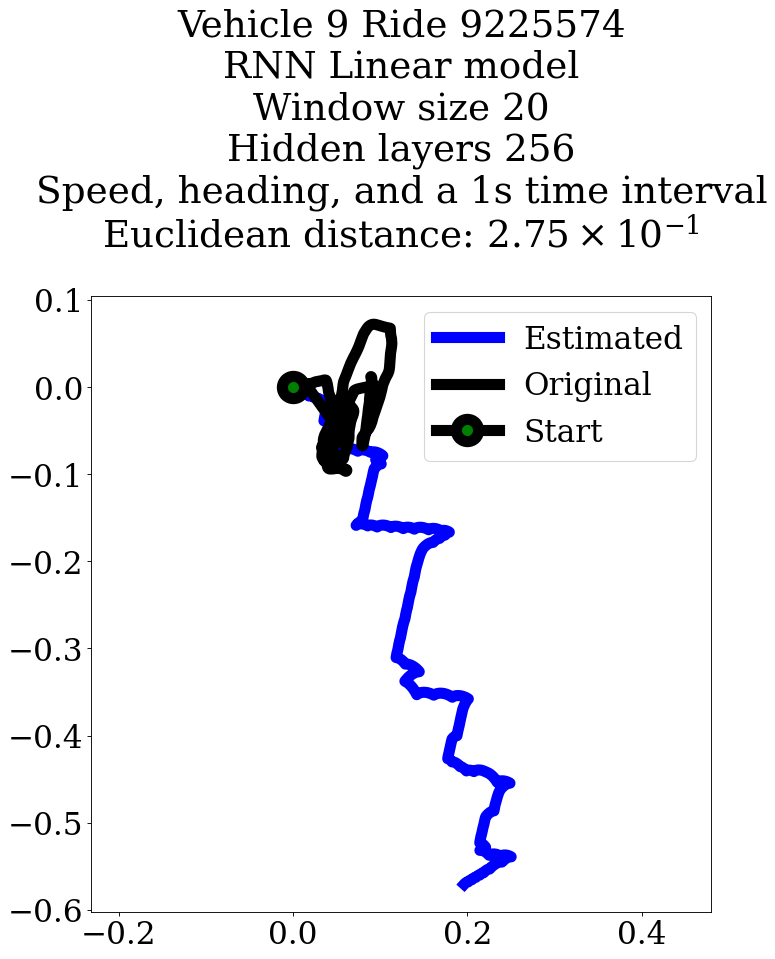 Vehicle 9 Ride 9225574
RNN Linear model
Window size 20
Hidden layers 256
Speed, heading, and a 1s time interval
Euclidean distance: 2.75 × 10⁻¹
Estimated
Original
Start
0.1
0.0
−0.1
−0.2
−0.3
−0.4
−0.5
−0.6
−0.2
0.0
0.2
0.4